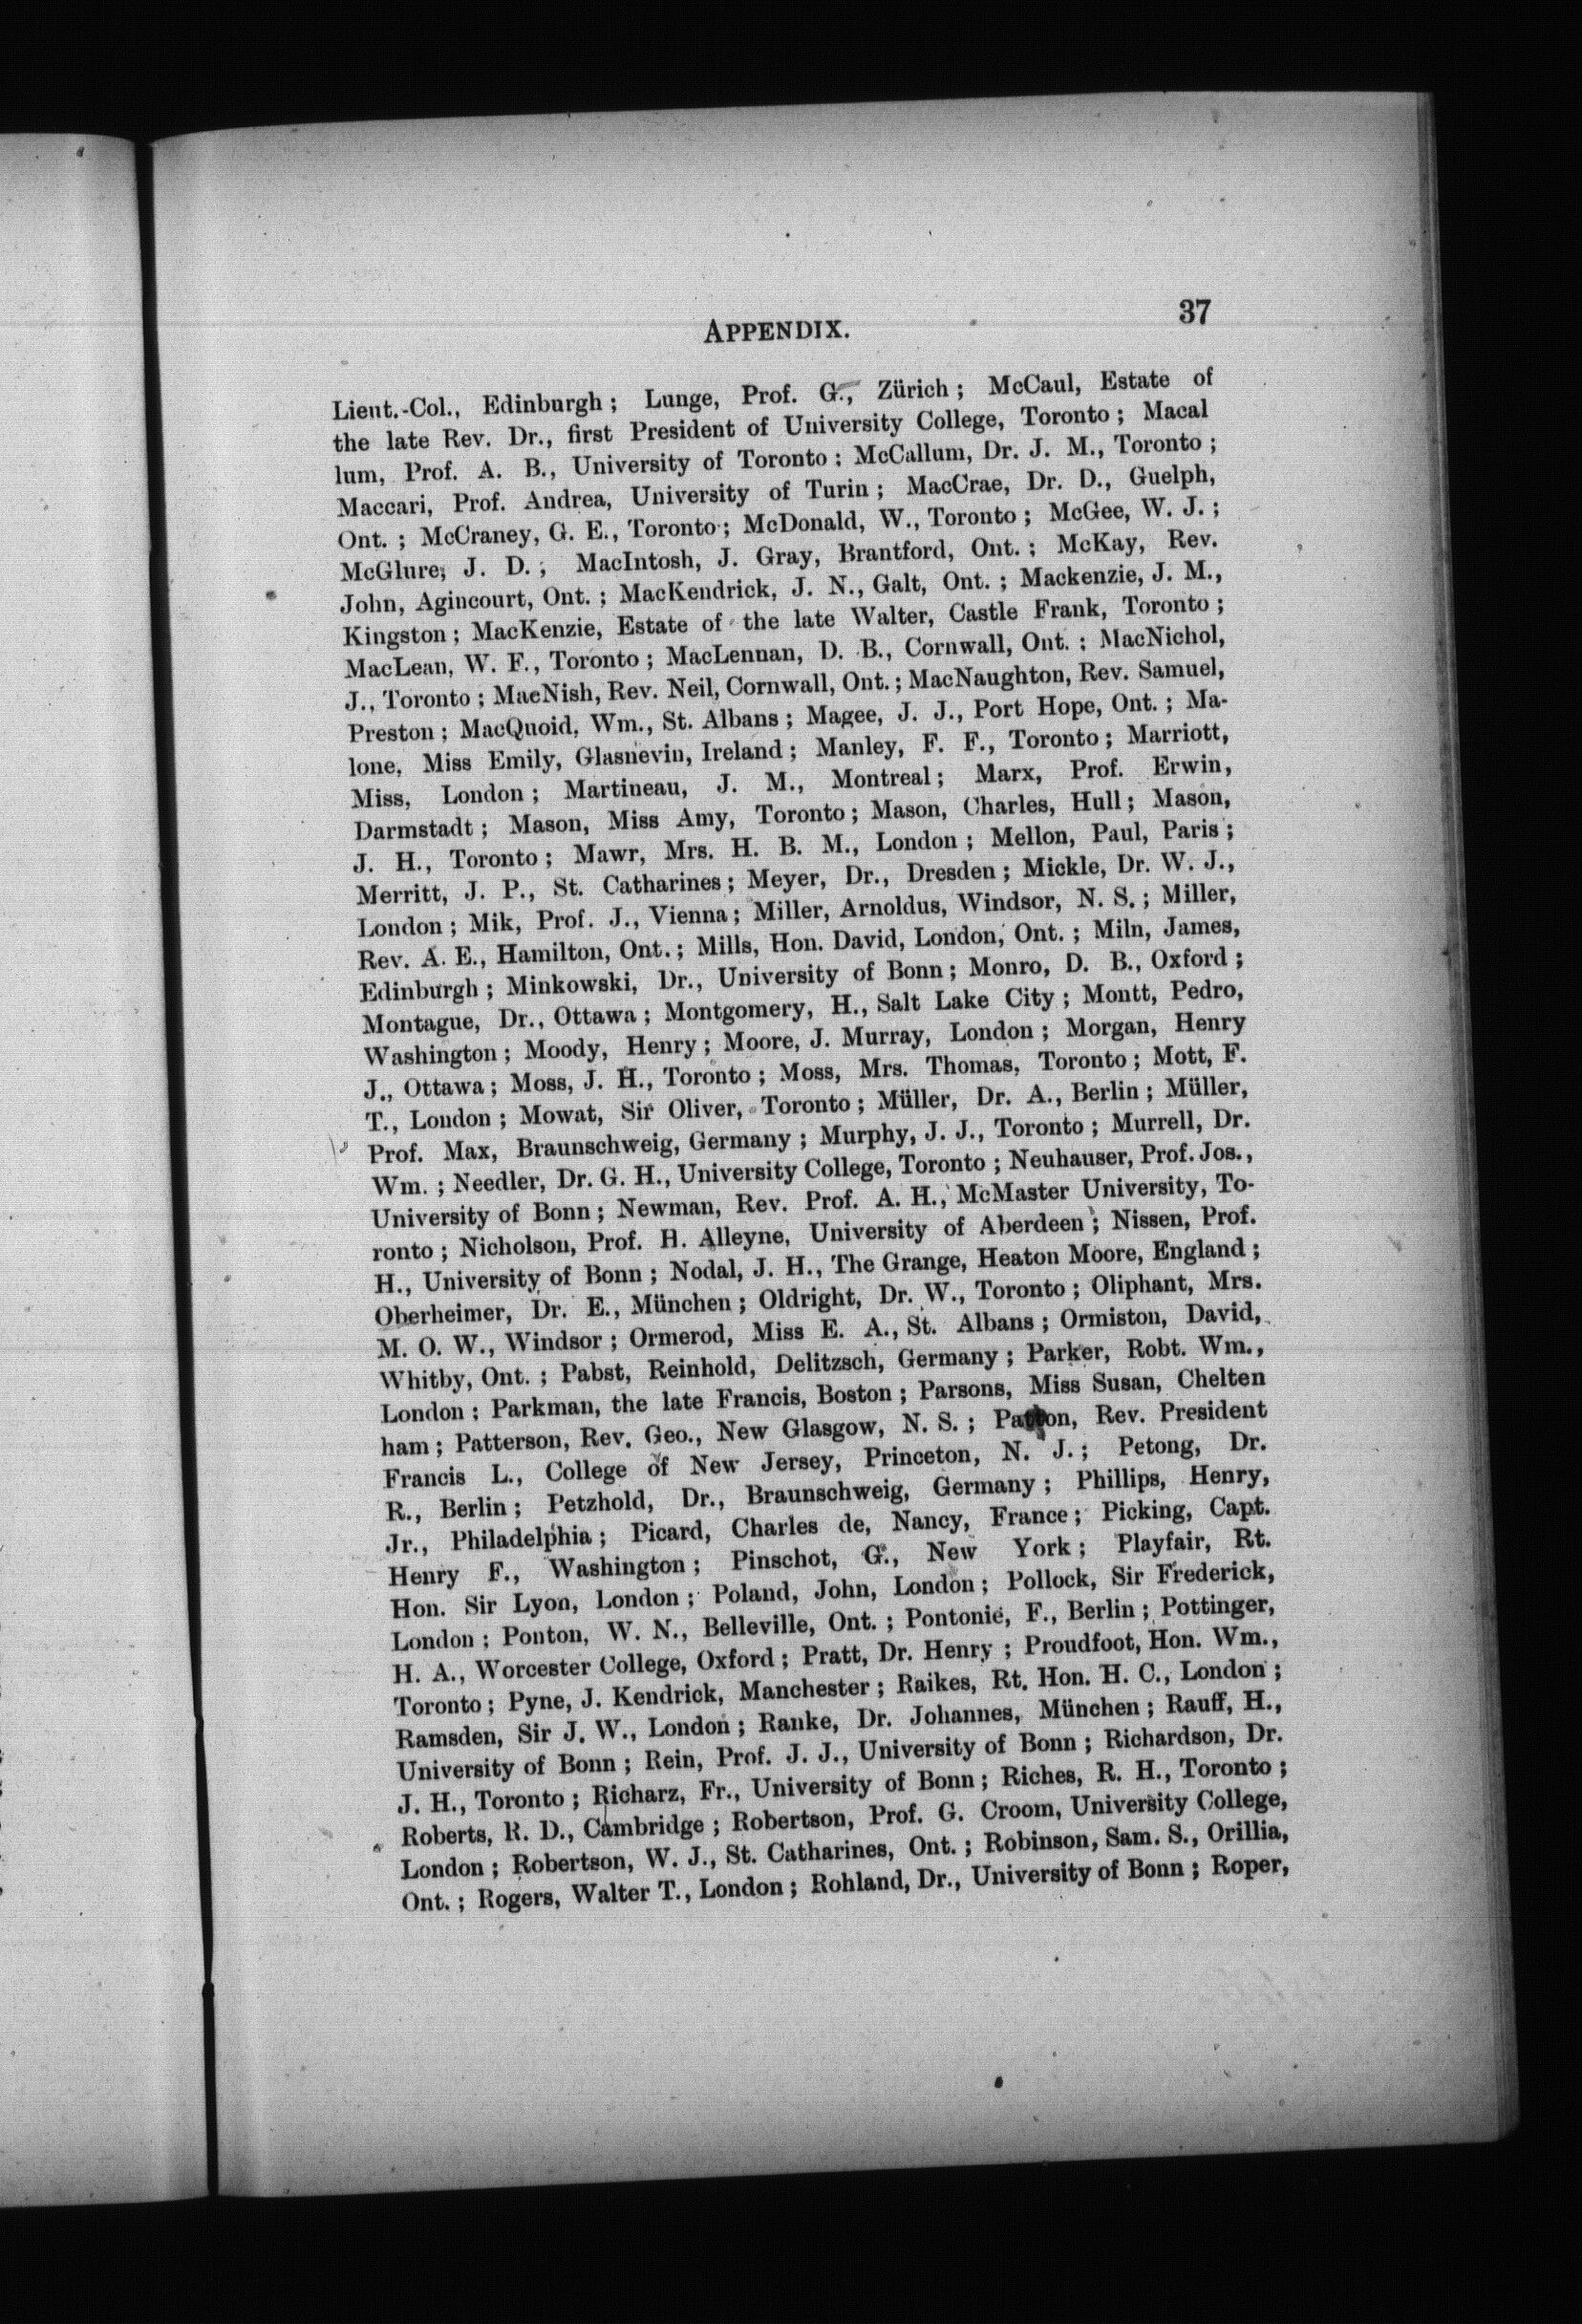 APPENDIX. 37
Lieut.-Col., Edinburgh; Lunge, Prof. G., Zürich; McCaul, Estate of
the late Rev. Dr., first President of University College, Toronto; Macal
lum, Prof. A. B., University of Toronto; McCallum, Dr. J. M., Toronto;
Maccari, Prof. Andrea, University of Turin; MacCrae, Dr. D., Guelph,
Ont.; McCraney, G. E., Toronto; McDonald, W., Toronto; McGee, W. J.;
McGlure, J. D.; MacIntosh, J. Gray, Brantford, Ont.; McKay, Rev.
John, Agincourt, Ont.; MacKendrick, J. N., Galt, Ont.; Mackenzie, J. M.,
Kingston; MacKenzie, Estate of the late Walter, Castle Frank, Toronto;
MacLean, W. F., Toronto; MacLennan, D. B., Cornwall, Ont.; MacNichol,
J., Toronto; MacNish, Rev. Neil, Cornwall, Ont.; MacNaughton, Rev. Samuel,
Preston; MacQuoid, Wm., St. Albans; Magee, J. J., Port Hope, Ont.; Ma-
lone, Miss Emily, Glasnevin, Ireland; Manley, F. F., Toronto; Marriott,
Miss, London; Martineau, J. M., Montreal; Marx, Prof. Erwin,
Darmstadt; Mason, Miss Amy, Toronto; Mason, Charles, Hull; Mason,
J. H., Toronto; Mawr, Mrs. H. B. M., London; Mellon, Paul, Paris;
Merritt, J. P., St. Catharines; Meyer, Dr., Dresden; Mickle, Dr. W. J.,
London; Mik, Prof. J., Vienna; Miller, Arnoldus, Windsor, N. S.; Miller,
Rev. A. E., Hamilton, Ont.; Mills, Hon. David, London, Ont.; Miln, James,
Edinburgh; Minkowski, Dr., University of Bonn; Monro, D. B., Oxford;
Montague, Dr., Ottawa; Montgomery, H., Salt Lake City; Montt, Pedro,
Washington; Moody, Henry; Moore, J. Murray, London; Morgan, Henry
J., Ottawa; Moss, J. H., Toronto; Moss, Mrs. Thomas, Toronto; Mott, F.
T., London; Mowat, Sir Oliver, Toronto; Müller, Dr. A., Berlin; Müller,
Prof. Max, Braunschweig, Germany; Murphy, J. J., Toronto; Murrell, Dr.
Wm.; Needler, Dr. G. H., University College, Toronto; Neuhauser, Prof. Jos.,
University of Bonn; Newman, Rev. Prof. A. H., McMaster University, To-
ronto; Nicholson, Prof. H. Alleyne, University of Aberdeen; Nissen, Prof.
H., University of Bonn; Nodal, J. H., The Grange, Heaton Moore, England;
Oberheimer, Dr. E., München; Oldright, Dr. W., Toronto; Oliphant, Mrs.
M. O. W., Windsor; Ormerod, Miss E. A., St. Albans; Ormiston, David,
Whitby, Ont.; Pabst, Reinhold, Delitzsch, Germany; Parker, Robt. Wm.,
London; Parkman, the late Francis, Boston; Parsons, Miss Susan, Chelten
ham; Patterson, Rev. Geo., New Glasgow, N. S.; Patton, Rev. President
Francis L., College of New Jersey, Princeton, N. J.; Petong, Dr.
R., Berlin; Petzhold, Dr., Braunschweig, Germany; Phillips, Henry,
Jr., Philadelphia; Picard, Charles de, Nancy, France; Picking, Capt.
Henry F., Washington; Pinschot, G., New York; Playfair, Rt.
Hon. Sir Lyon, London; Poland, John, London; Pollock, Sir Frederick,
London; Ponton, W. N., Belleville, Ont.; Pontonié, F., Berlin; Pottinger,
H. A., Worcester College, Oxford; Pratt, Dr. Henry; Proudfoot, Hon. Wm.,
Toronto; Pyne, J. Kendrick, Manchester; Raikes, Rt. Hon. H. C., London;
Ramsden, Sir J. W., London; Ranke, Dr. Johannes, München; Rauff, H.,
University of Bonn; Rein, Prof. J. J., University of Bonn; Richardson, Dr.
J. H., Toronto; Richarz, Fr., University of Bonn; Riches, R. H., Toronto;
Roberts, R. D., Cambridge; Robertson, Prof. G. Croom, University College,
London; Robertson, W. J., St. Catharines, Ont.; Robinson, Sam. S., Orillia,
Ont.; Rogers, Walter T., London; Rohland, Dr., University of Bonn; Roper,